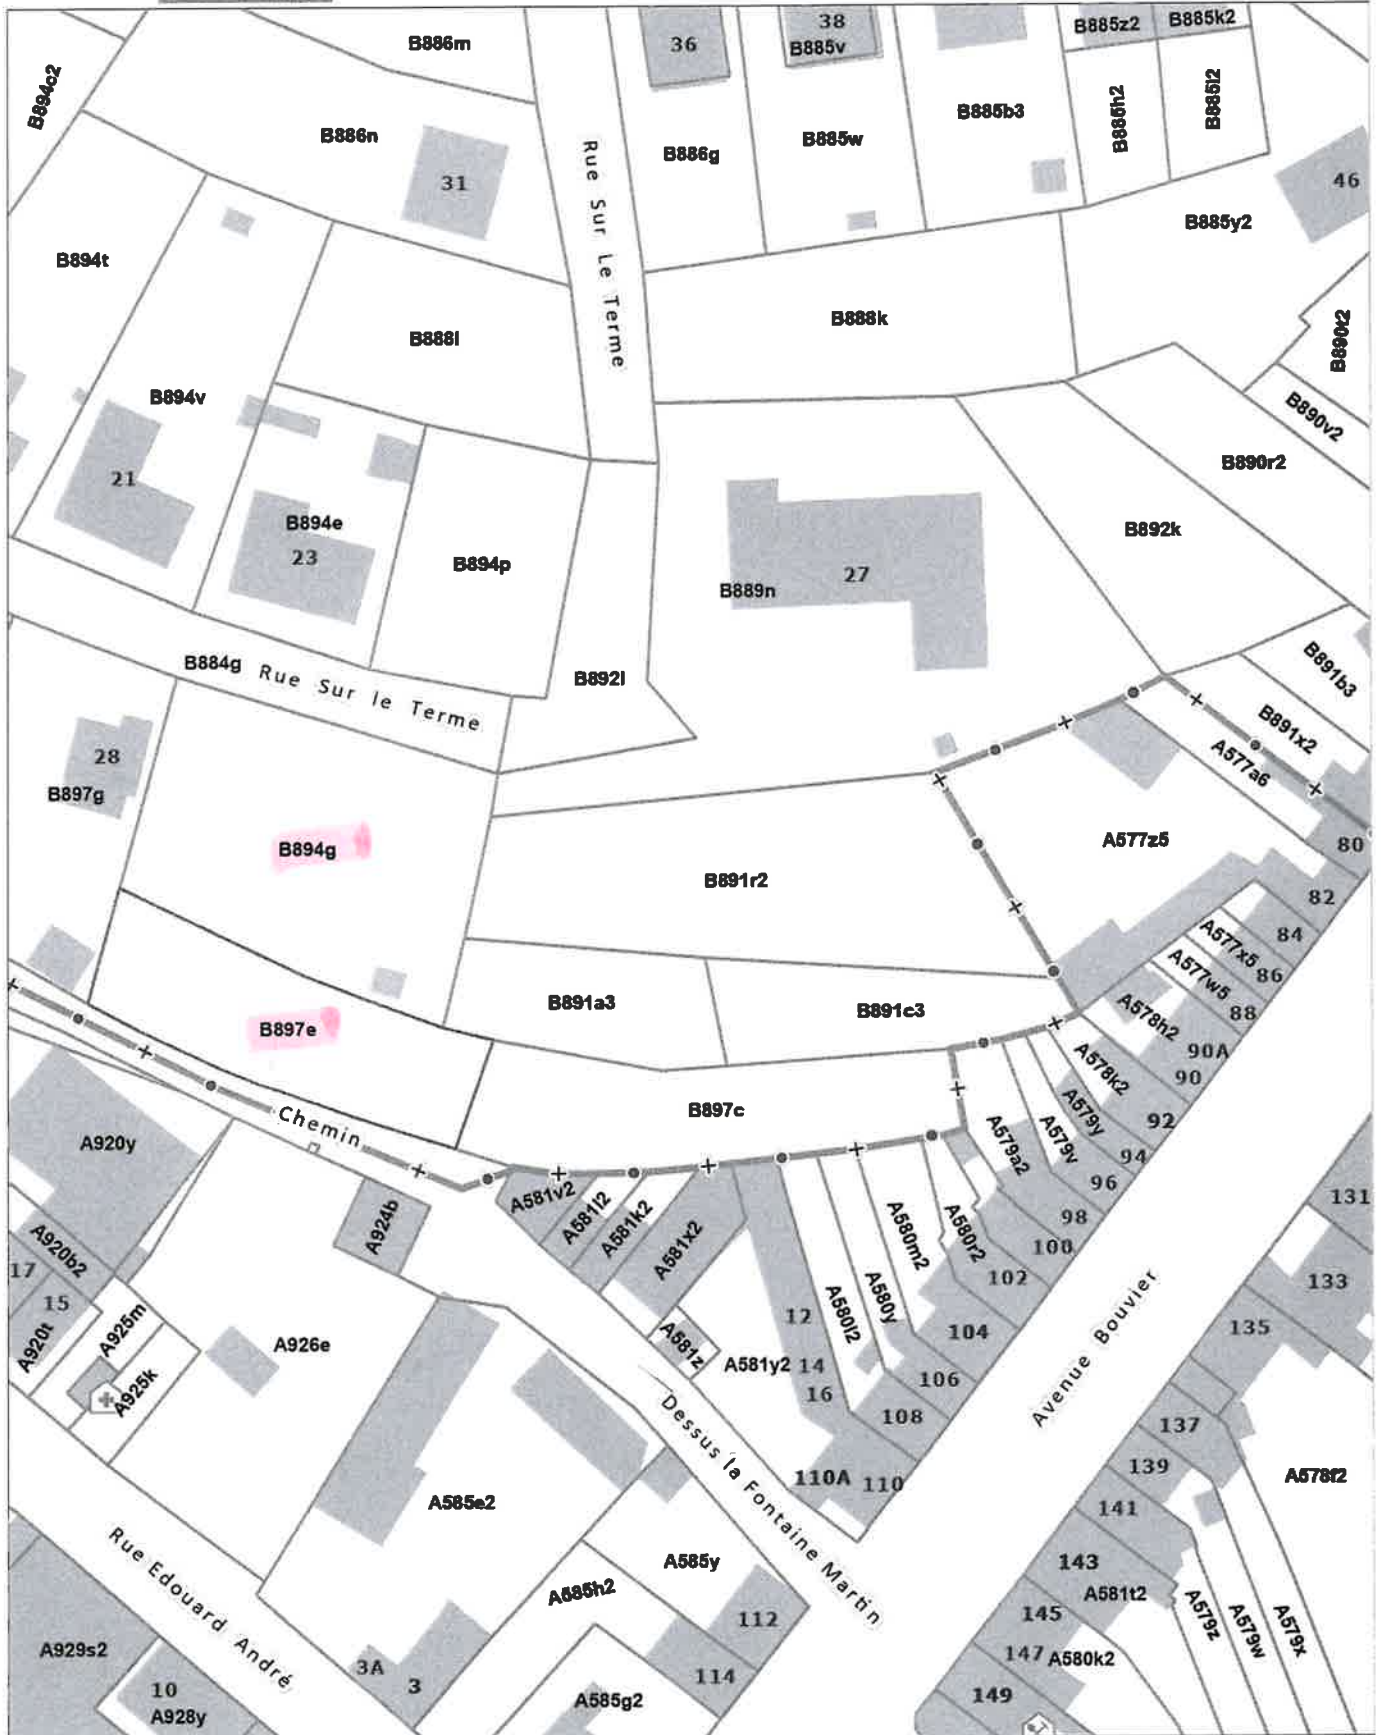 B886m
B894c2
B886n
31
36
38
B885v
B885z2
B885k2
B885h2
B885l2
B885b3
B885w
B886g
Rue Sur Le Terme
46
B885y2
B894t
B888l
B888k
B890t2
B890v2
B894v
B890r2
21
B894e
23
B894p
B892k
27
B889n
B884g
Rue Sur le Terme
B892l
B891b3
B891x2
A577a6
28
B897g
B894g
A577z5
80
B891r2
82
84
A577x5
86
A577w5
88
A578h2
90A
90
B891a3
B891c3
B897e
A578k2
92
A579y
94
A579v
96
A579a2
98
100
B897c
Chemin
A920y
A924b
A581v2
A581l2
A581k2
A581x2
A580m2
A580r2
102
131
A920b2
17
15
A920t
A925m
A925k
A926e
133
135
12
A580l2
A580y
104
A581z
A581y2
14
16
106
108
Avenue Bouvier
137
139
141
A578f2
110A
110
Dessus la Fontaine Martin
A585e2
Rue Edouard André
A585y
A585h2
143
A581t2
145
147
A580k2
A579z
A579w
A579x
112
114
149
A929s2
10
A928y
3A
3
A585g2